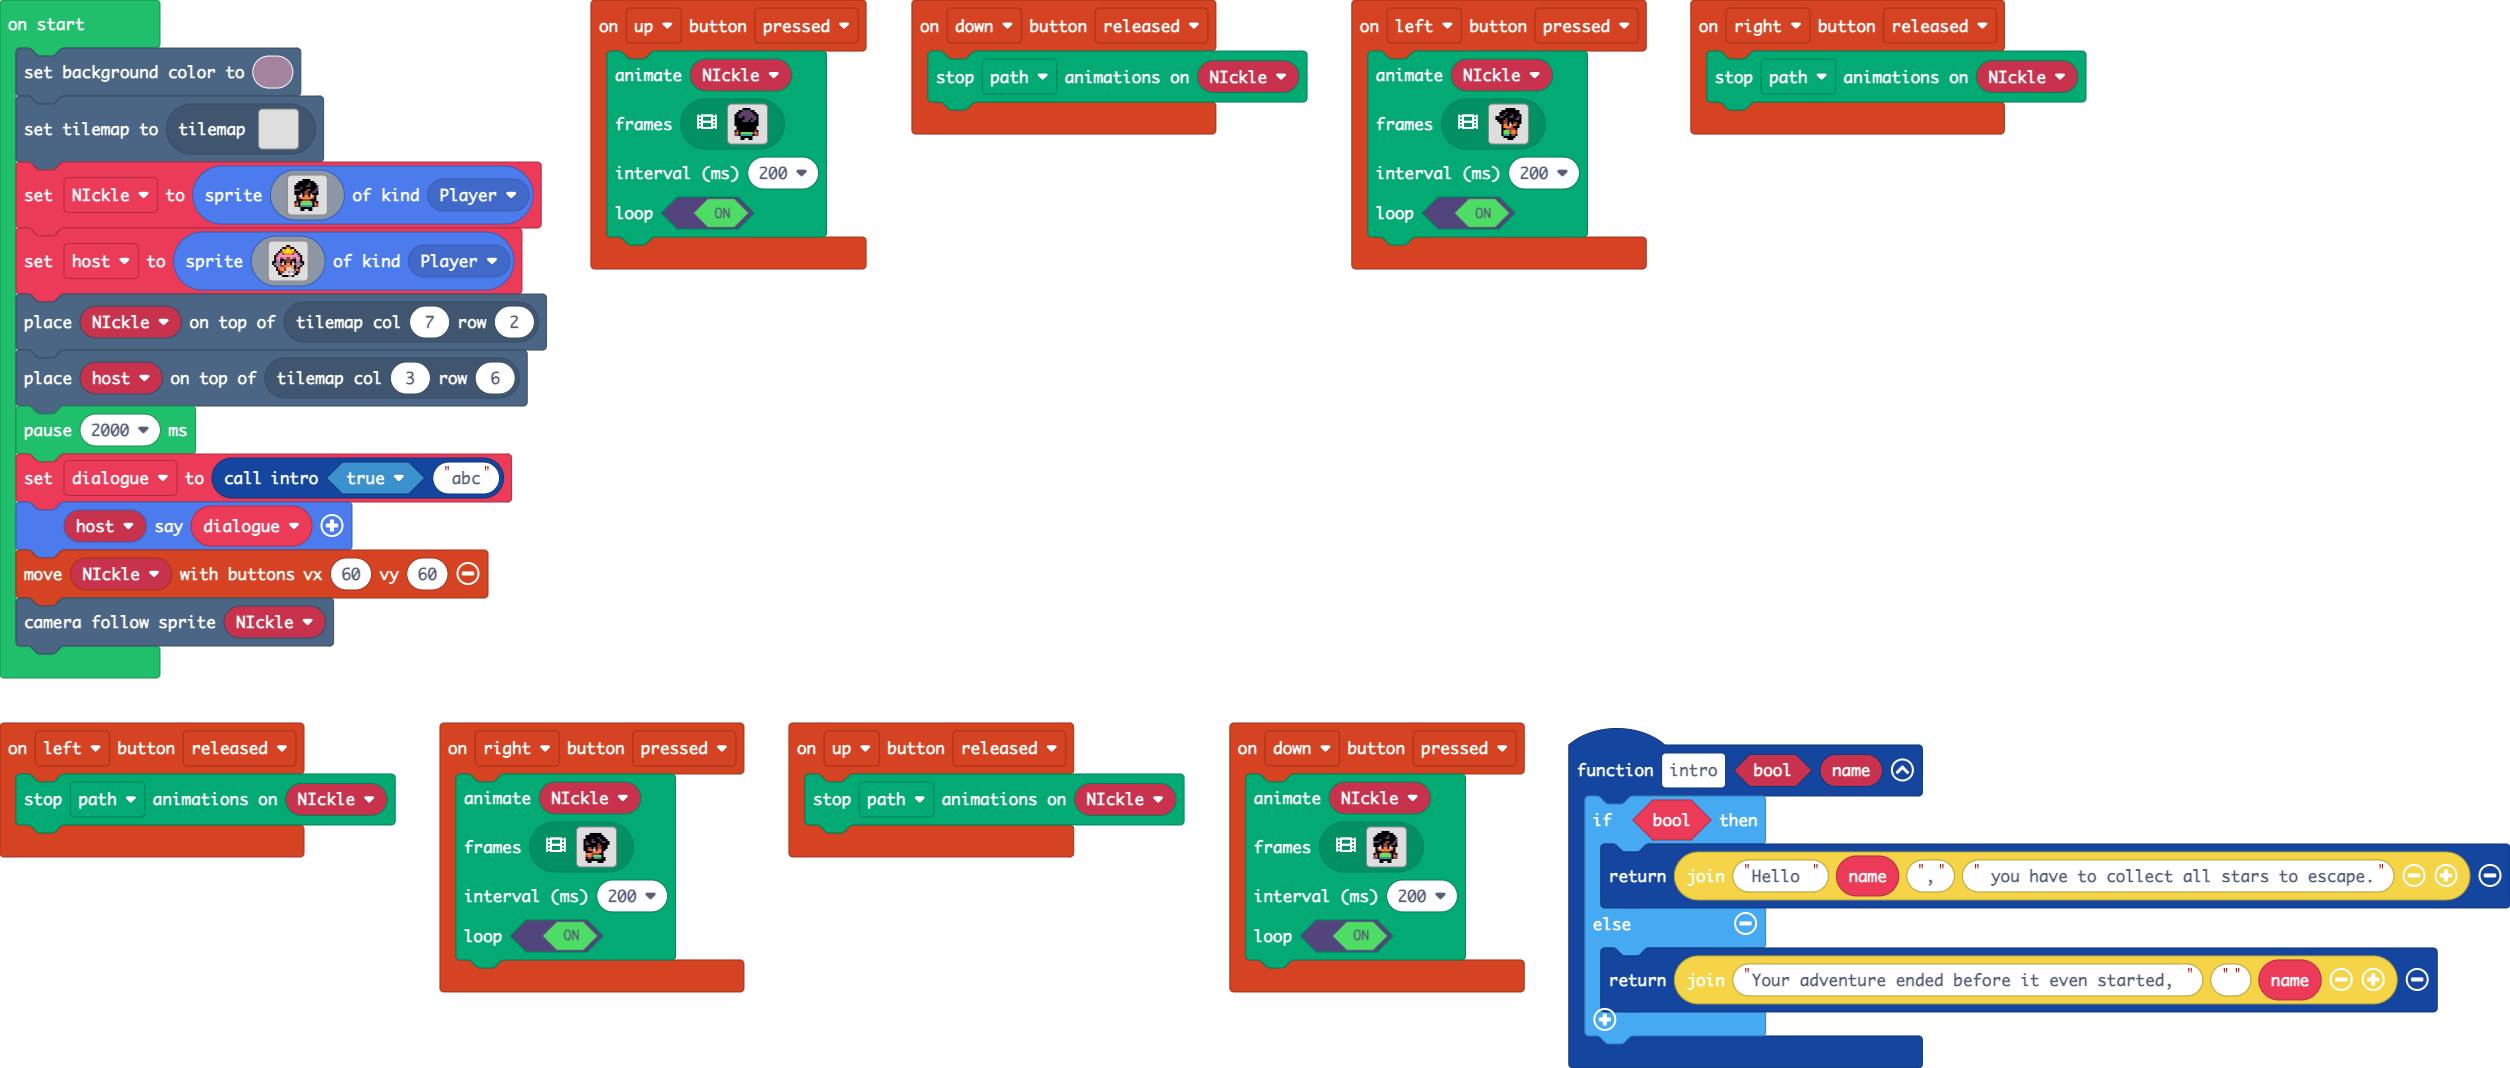 on start
set background color to
set tilemap to tilemap
set NIckle to sprite of kind Player
set host to sprite of kind Player
place NIckle on top of tilemap col 7 row 2
place host on top of tilemap col 3 row 6
pause 2000 ms
set dialogue to call intro true "abc"
host say dialogue
move NIckle with buttons vx 60 vy 60
camera follow sprite NIckle
on up button pressed
animate NIckle
frames
interval (ms) 200
loop ON
on down button released
stop path animations on NIckle
on left button pressed
animate NIckle
frames
interval (ms) 200
loop ON
on right button released
stop path animations on NIckle
on left button released
stop path animations on NIckle
on right button pressed
animate NIckle
frames
interval (ms) 200
loop ON
on up button released
stop path animations on NIckle
on down button pressed
animate NIckle
frames
interval (ms) 200
loop ON
function intro bool name
if bool then
return join "Hello " name "," " you have to collect all stars to escape."
else
return join "Your adventure ended before it even started, " "" name